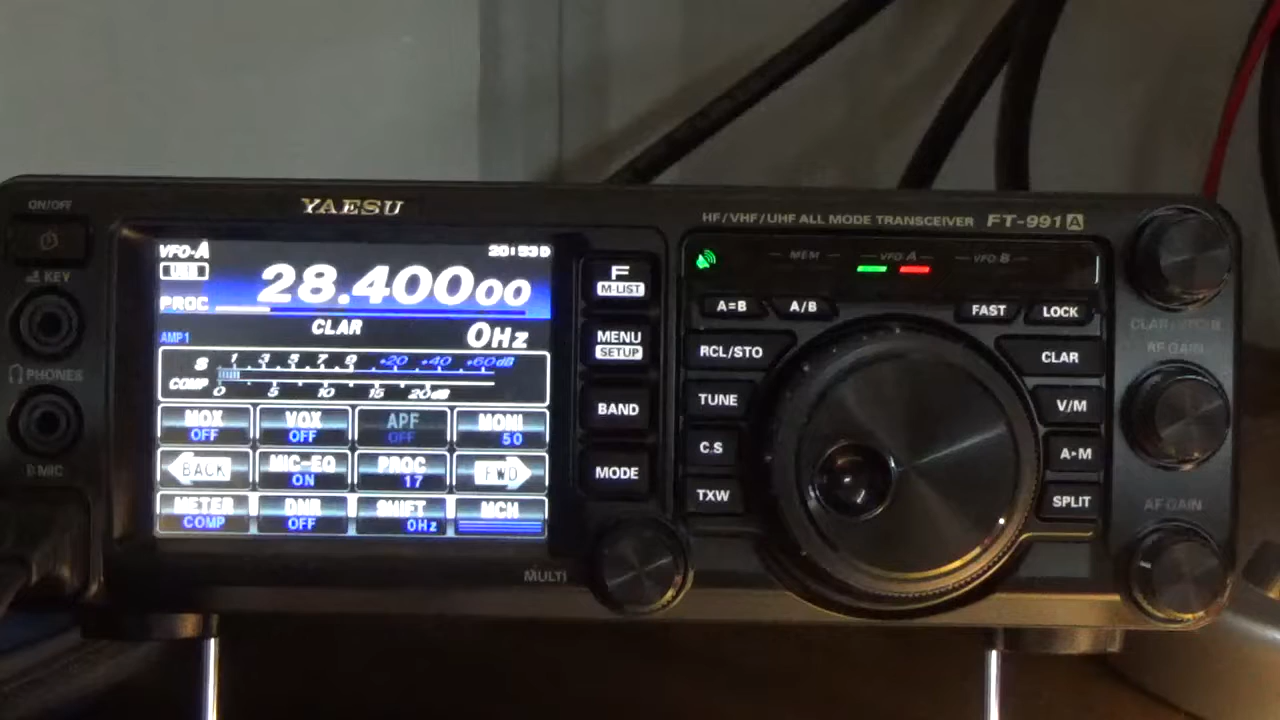 ON/OFF
YAESU
HF/VHF/UHF ALL MODE TRANSCEIVER FT-991A
KEY
PHONES
MIC
VFO-A 20:53 D
USB
28.400 00
PROC
CLAR 0Hz
AMP1
S 1 3 5 7 9 +20 +40 +60dB
COMP 0 5 10 15 20dB
MOX OFF
VOX OFF
APF OFF
MONI 50
BACK
MIC-EQ ON
PROC 17
FWD
METER COMP
DNR OFF
SHIFT 0Hz
MCH
F
M-LIST
MENU
SETUP
BAND
MODE
MULTI
MEM VFO-A VFO-B
A=B A/B FAST LOCK
RCL/STO CLAR
TUNE V/M
C.S A▸M
TXW SPLIT
RF GAIN
AF GAIN